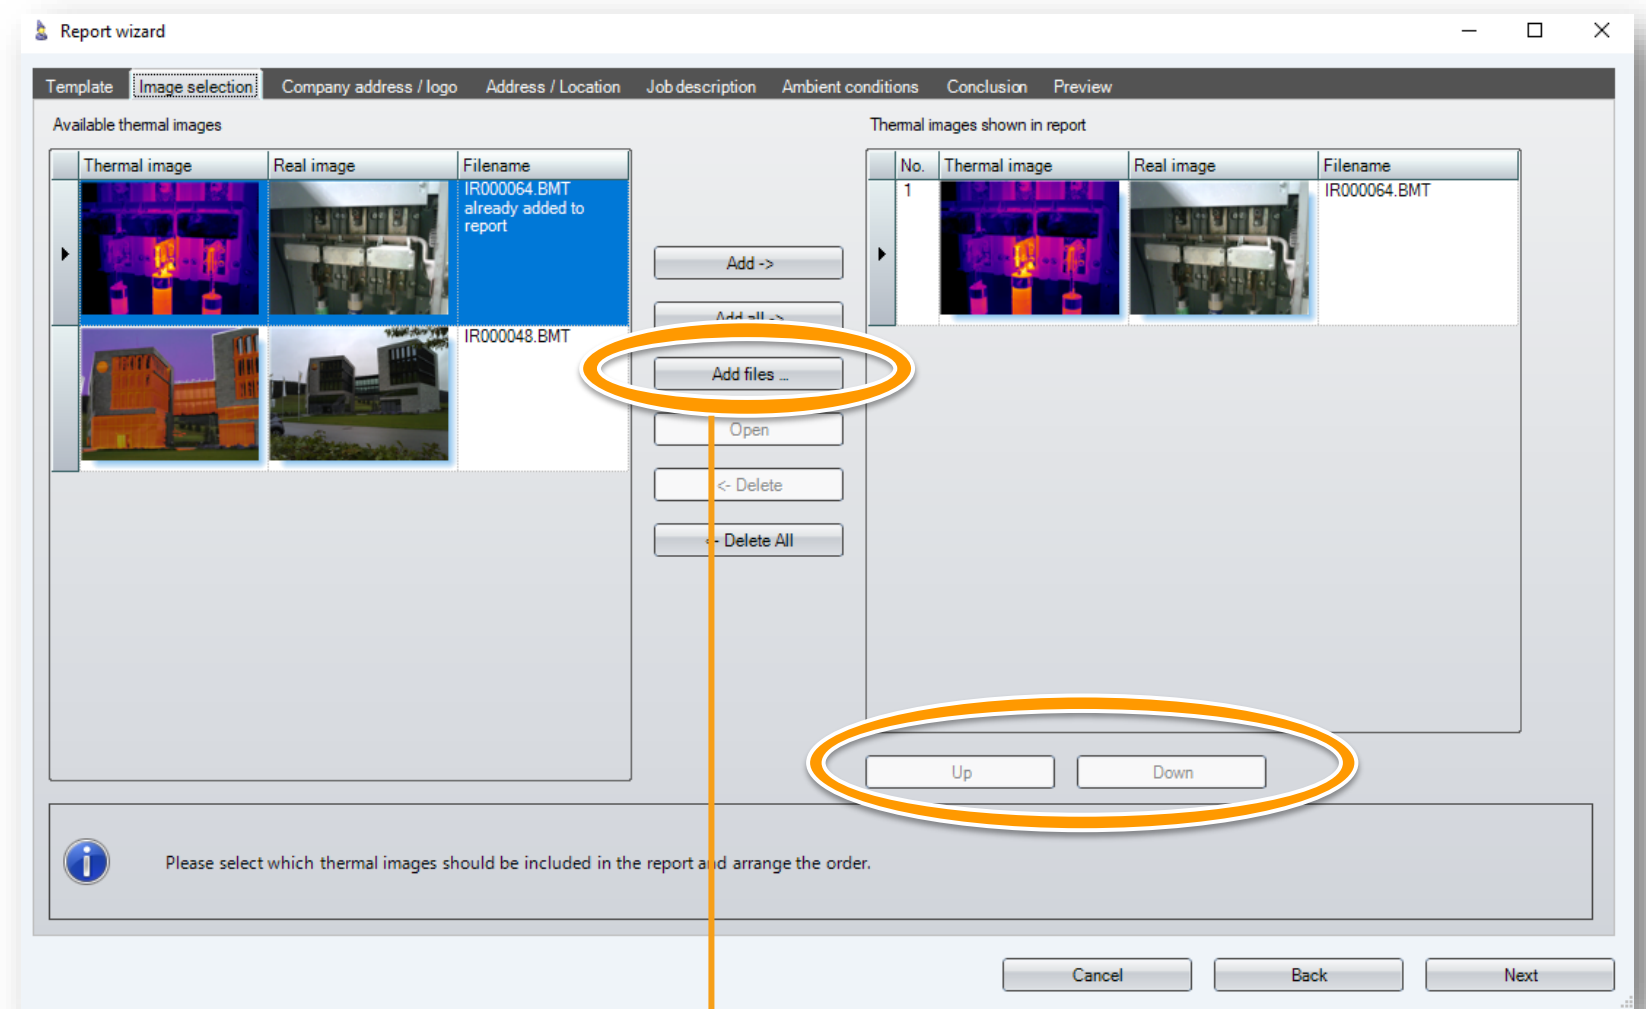 Report wizard
Template Image selection Company address / logo Address / Location Job description Ambient conditions Conclusion Preview
Available thermal images
Thermal image Real image Filename
IR000064.BMT
already added to
report
IR000048.BMT
Add ->
Add all ->
Add files ...
Open
<- Delete
<- Delete All
Thermal images shown in report
No. Thermal image Real image Filename
1 IR000064.BMT
Up Down
Please select which thermal images should be included in the report and arrange the order.
Cancel Back Next